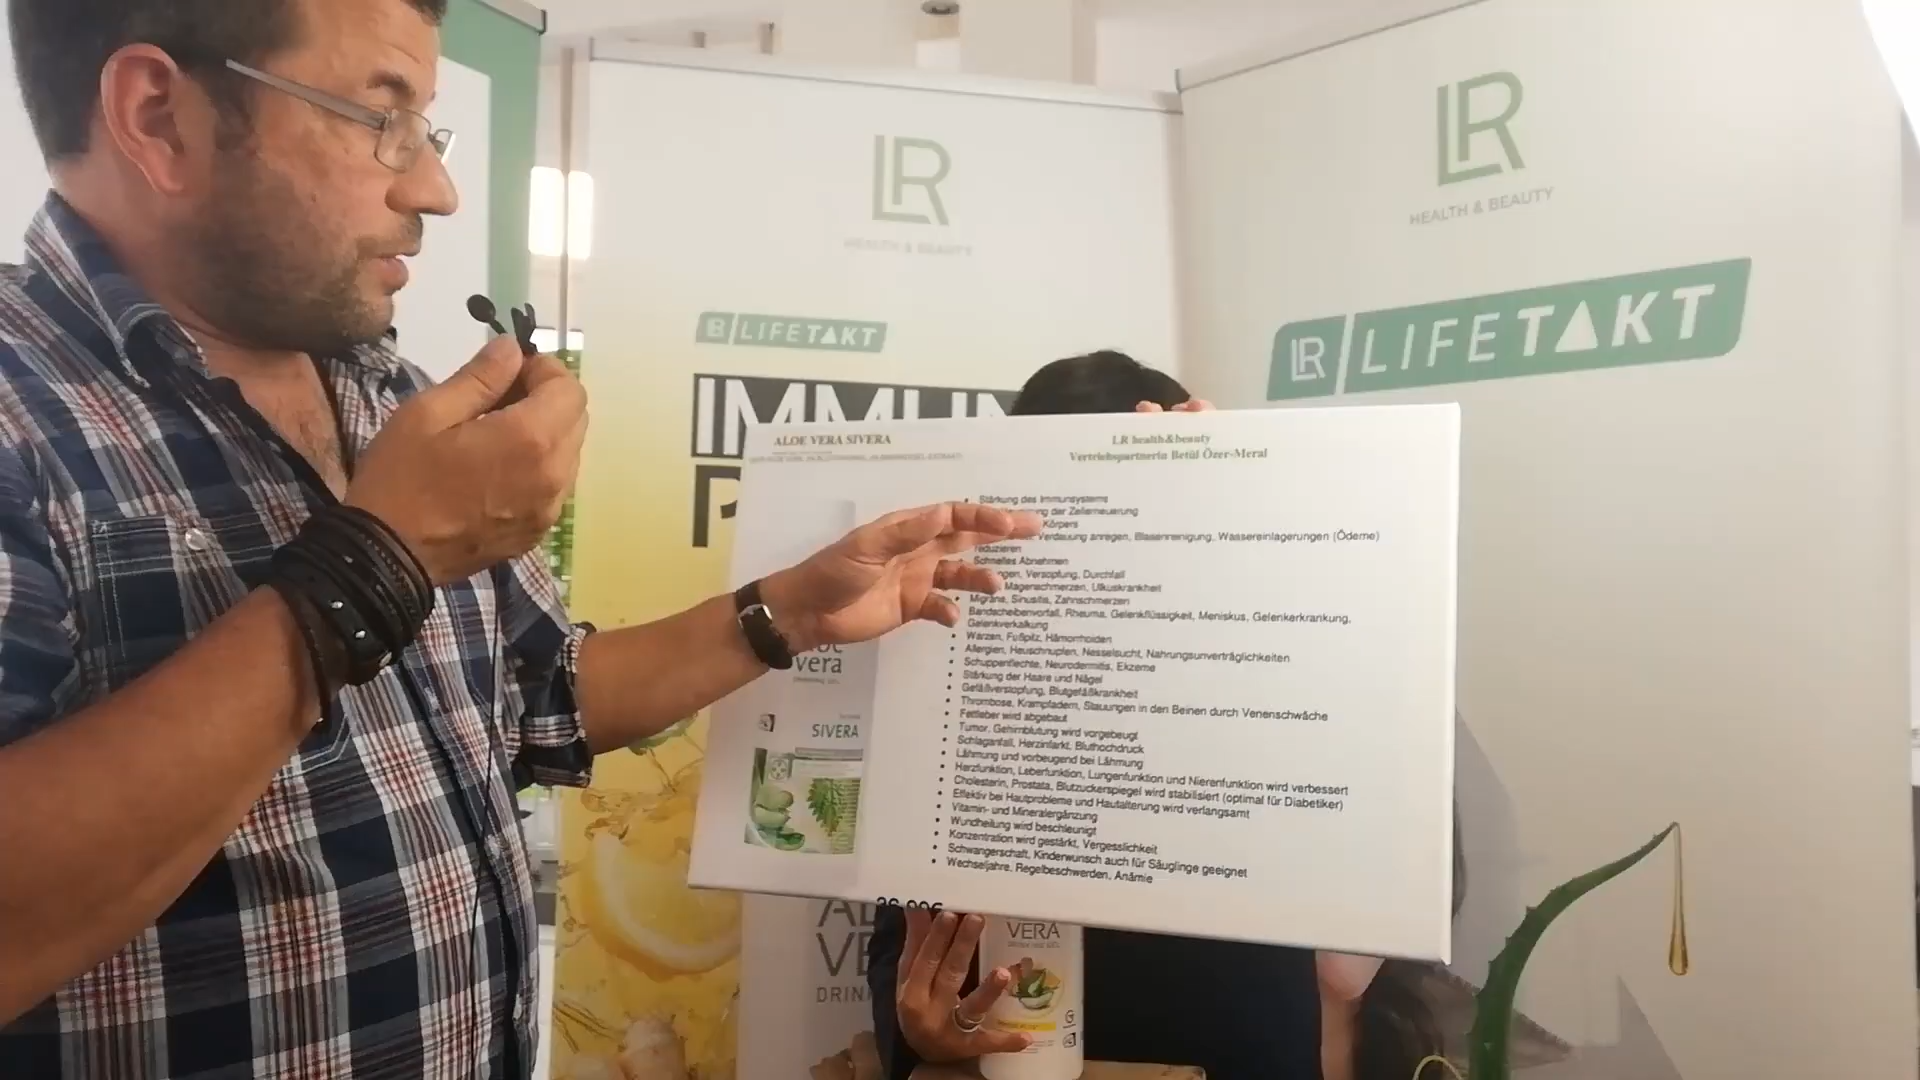 LR
HEALTH & BEAUTY
LR
HEALTH & BEAUTY
LR LIFETAKT
LR LIFETAKT
IMMUN
P
ALOE VERA SIVERA
LR health&beauty
Vertriebspartnerin Betül Özer-Meral
Stärkung des Immunsystems
der Zellerneuerung
Körpers
Verdauung anregen, Blasenreinigung, Wassereinlagerungen (Ödeme)
reduzieren
Schnelles Abnehmen
Versopfung, Durchfall
Magenschmerzen, Ulkuskrankheit
Migräne, Sinusitis, Zahnschmerzen
Bandscheibenvorfall, Rheuma, Gelenkflüssigkeit, Meniskus, Gelenkerkrankung,
Gelenkverkalkung
Warzen, Fußpilz, Hämorrhoiden
Allergien, Heuschnupfen, Nesselsucht, Nahrungsunverträglichkeiten
Schuppenflechte, Neurodermitis, Ekzeme
Stärkung der Haare und Nägel
Gefäßverstopfung, Blutgefäßkrankheit
Thrombose, Krampfadern, Stauungen in den Beinen durch Venenschwäche
Fettleber wird abgebaut
Tumor, Gehirnblutung wird vorgebeugt
Schlaganfall, Herzinfarkt, Bluthochdruck
Lähmung und vorbeugend bei Lähmung
Herzfunktion, Leberfunktion, Lungenfunktion und Nierenfunktion wird verbessert
Cholesterin, Prostata, Blutzuckerspiegel wird stabilisiert (optimal für Diabetiker)
Effektiv bei Hautprobleme und Hautalterung wird verlangsamt
Vitamin- und Mineralergänzung
Wundheilung wird beschleunigt
Konzentration wird gestärkt, Vergesslichkeit
Schwangerschaft, Kinderwunsch auch für Säuglinge geeignet
Wechseljahre, Regelbeschwerden, Anämie
vera
SIVERA
VERA
DRINKING GEL